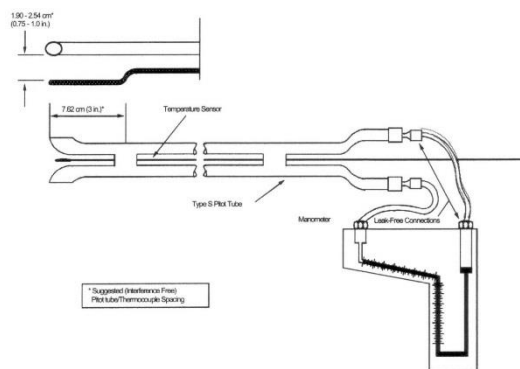 1.90 - 2.54 cm*
(0.75 - 1.0 in.)
7.62 cm (3 in.)*
Temperature Sensor
Type S Pitot Tube
Manometer
Leak-Free Connections
* Suggested (Interference Free)
Pitot tube/Thermocouple Spacing